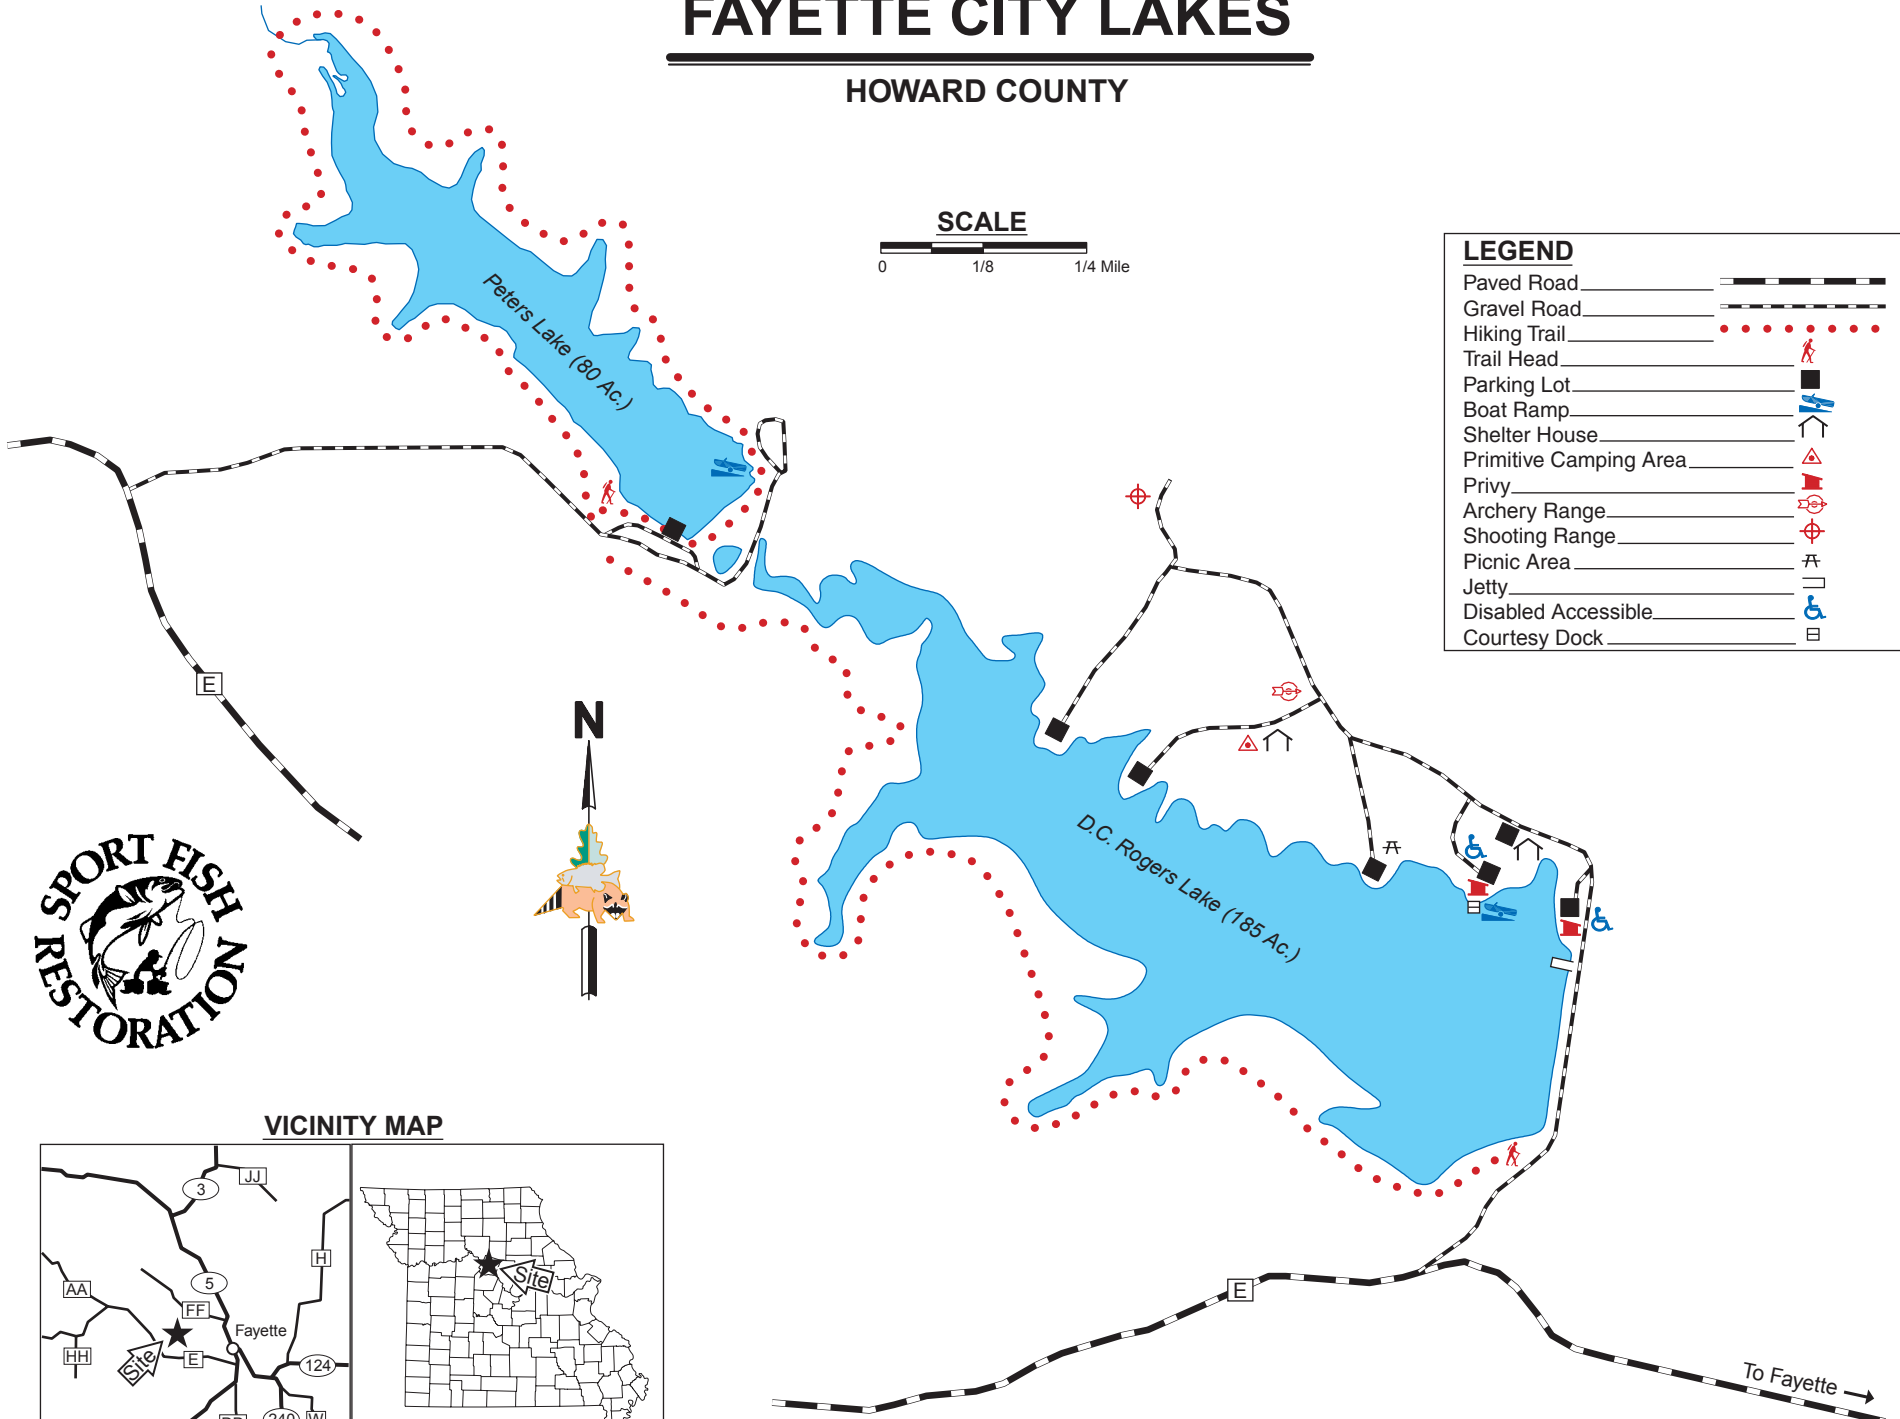 FAYETTE CITY LAKES
HOWARD COUNTY
SCALE
0 1/8 1/4 Mile
LEGEND
Paved Road
Gravel Road
Hiking Trail
Trail Head
Parking Lot
Boat Ramp
Shelter House
Primitive Camping Area
Privy
Archery Range
Shooting Range
Picnic Area
Jetty
Disabled Accessible
Courtesy Dock
Peters Lake (80 Ac.)
E
N
D.C. Rogers Lake (185 Ac.)
SPORT FISH
RESTORATION
VICINITY MAP
3
JJ
H
5
AA
FF
Fayette
HH
Site
E
124
W
Site
E
To Fayette